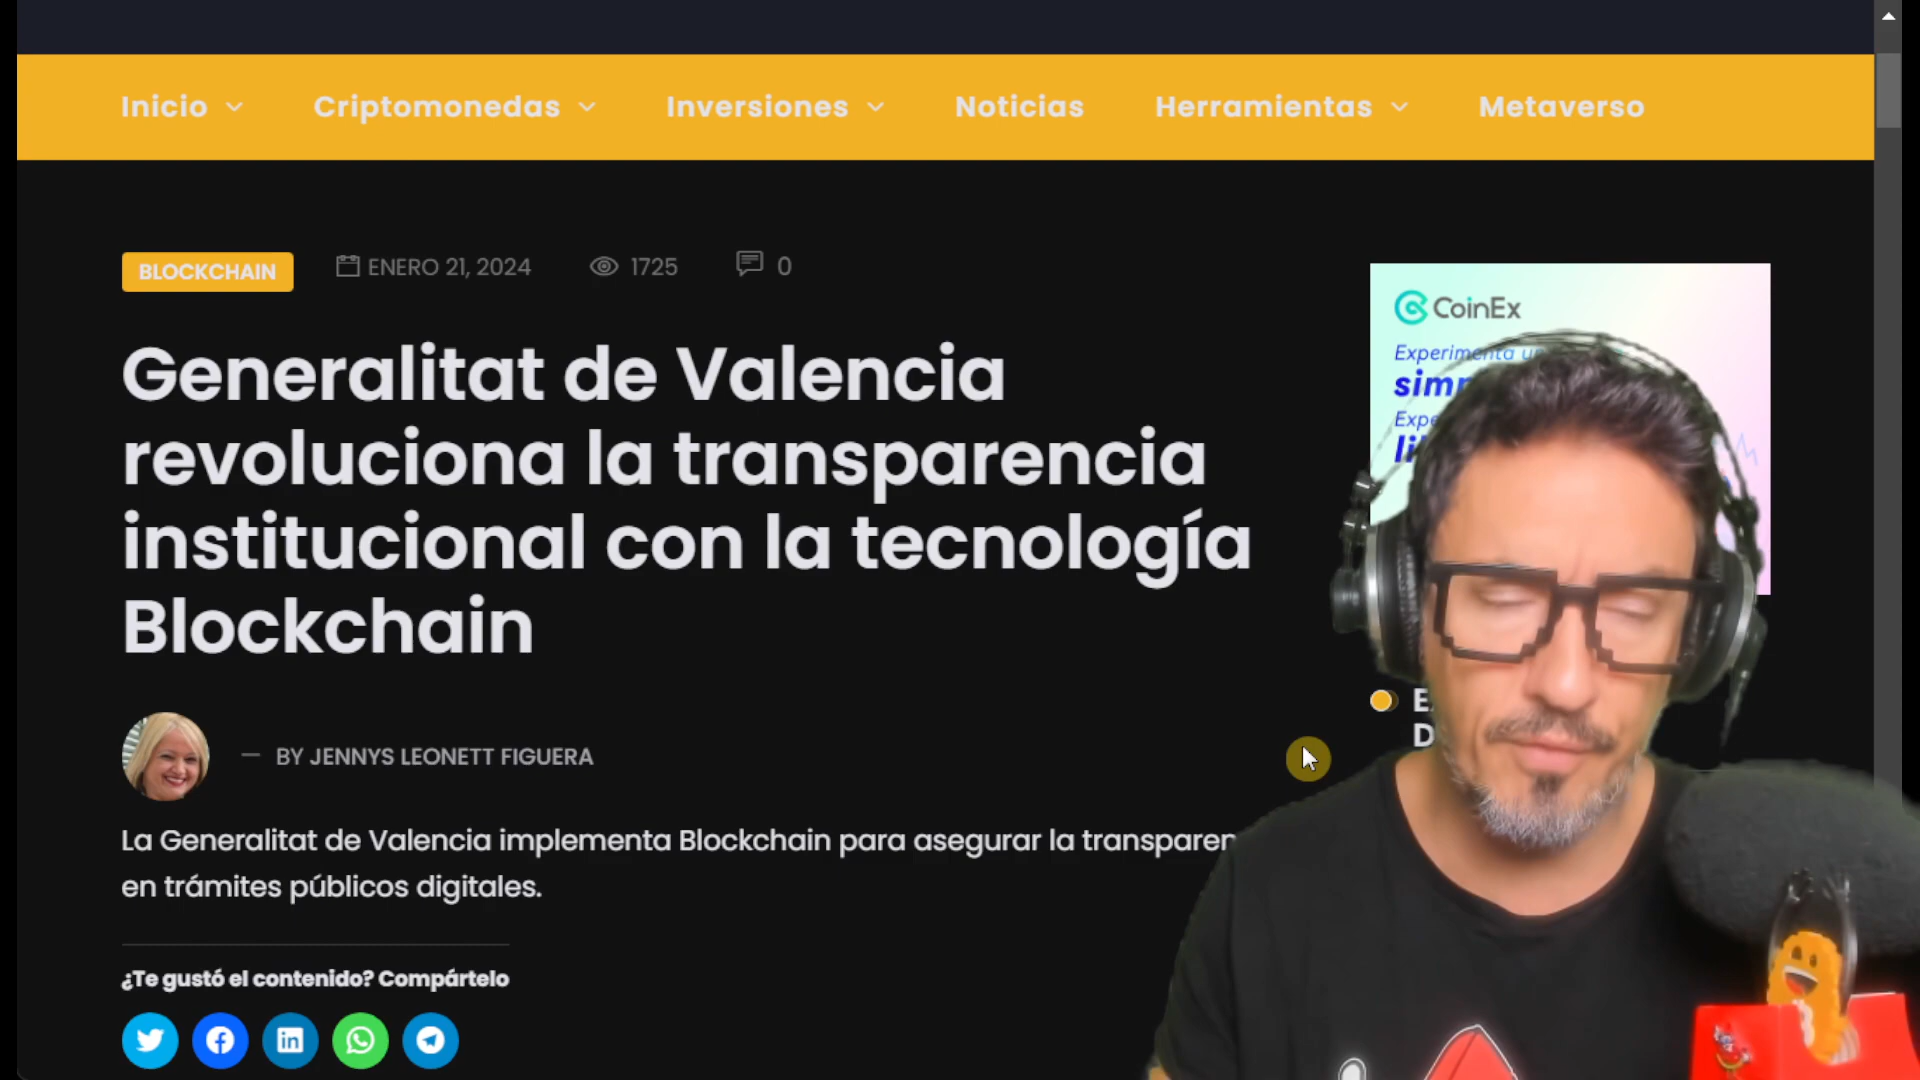 Inicio
Criptomonedas
Inversiones
Noticias
Herramientas
Metaverso
BLOCKCHAIN
ENERO 21, 2024
1725
0
Generalitat de Valencia
revoluciona la transparencia
institucional con la tecnología
Blockchain
— BY JENNYS LEONETT FIGUERA
La Generalitat de Valencia implementa Blockchain para asegurar la
en trámites públicos digitales.
¿Te gustó el contenido? Compártelo
in
CoinEx
Experimenta